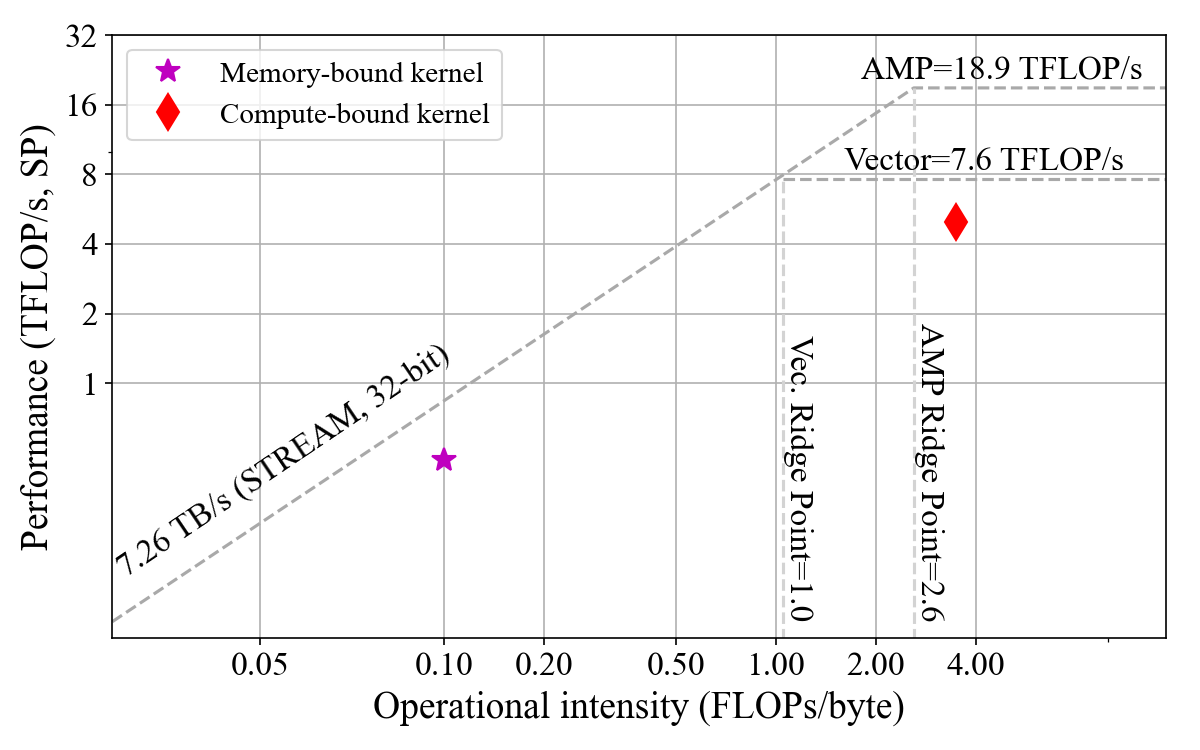 Performance (TFLOP/s, SP)
32
16
8
4
2
1
Memory-bound kernel
Compute-bound kernel
AMP=18.9 TFLOP/s
Vector=7.6 TFLOP/s
7.26 TB/s (STREAM, 32-bit)
Vec. Ridge Point=1.0
AMP Ridge Point=2.6
0.05 0.10 0.20 0.50 1.00 2.00 4.00
Operational intensity (FLOPs/byte)